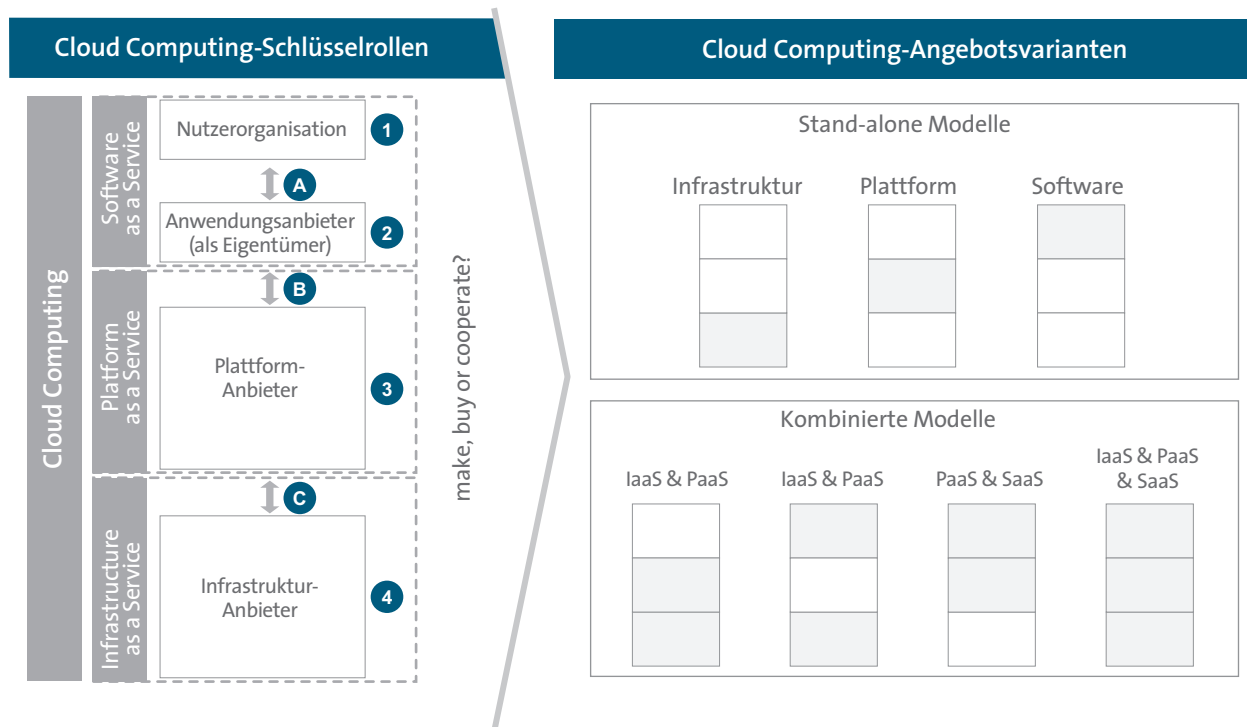 Cloud Computing-Schlüsselrollen
Cloud Computing
Software
as a Service
Nutzerorganisation
1
A
Anwendungsanbieter
(als Eigentümer)
2
B
Platform
as a Service
Plattform-
Anbieter
3
C
Infrastructure
as a Service
Infrastruktur-
Anbieter
4
make, buy or cooperate?
Cloud Computing-Angebotsvarianten
Stand-alone Modelle
Infrastruktur
Plattform
Software
Kombinierte Modelle
IaaS & PaaS
IaaS & PaaS
PaaS & SaaS
IaaS & PaaS
& SaaS